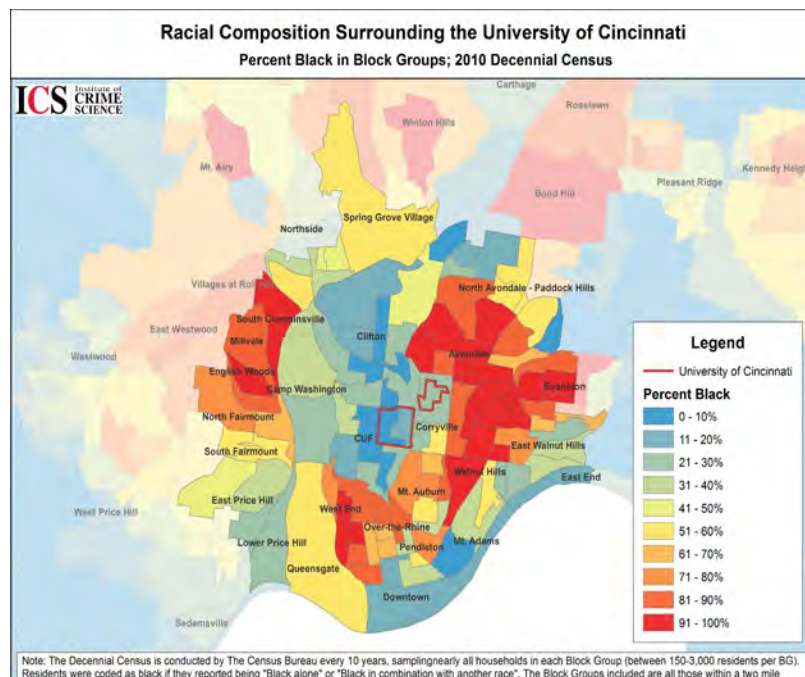 Racial Composition Surrounding the University of Cincinnati
Percent Black in Block Groups; 2010 Decennial Census
ICS Institute of
CRIME
SCIENCE
Carthage
Roselawn
Winton Hills
Mt. Airy
Kennedy Heigh
Pleasant Ridge
Bond Hill
Spring Grove Village
Northside
Villages at Roll Hill
North Avondale - Paddock Hills
South Cumminsville
East Westwood
Millvale
Clifton
Westwood
Avondale
English Woods
Camp Washington
Evanston
North Fairmount
Corryville
CUF
East Walnut Hills
South Fairmount
Walnut Hills
East End
Mt. Auburn
East Price Hill
West End
West Price Hill
Over-the-Rhine
Mt. Adams
Lower Price Hill
Pendleton
Queensgate
Downtown
Sedamsville
Legend
University of Cincinnati
Percent Black
0 - 10%
11 - 20%
21 - 30%
31 - 40%
41 - 50%
51 - 60%
61 - 70%
71 - 80%
81 - 90%
91 - 100%
Note: The Decennial Census is conducted by The Census Bureau every 10 years, samplingnearly all households in each Block Group (between 150-3,000 residents per BG).
Residents were coded as black if they reported being "Black alone" or "Black in combination with another race". The Block Groups included are all those within a two mile